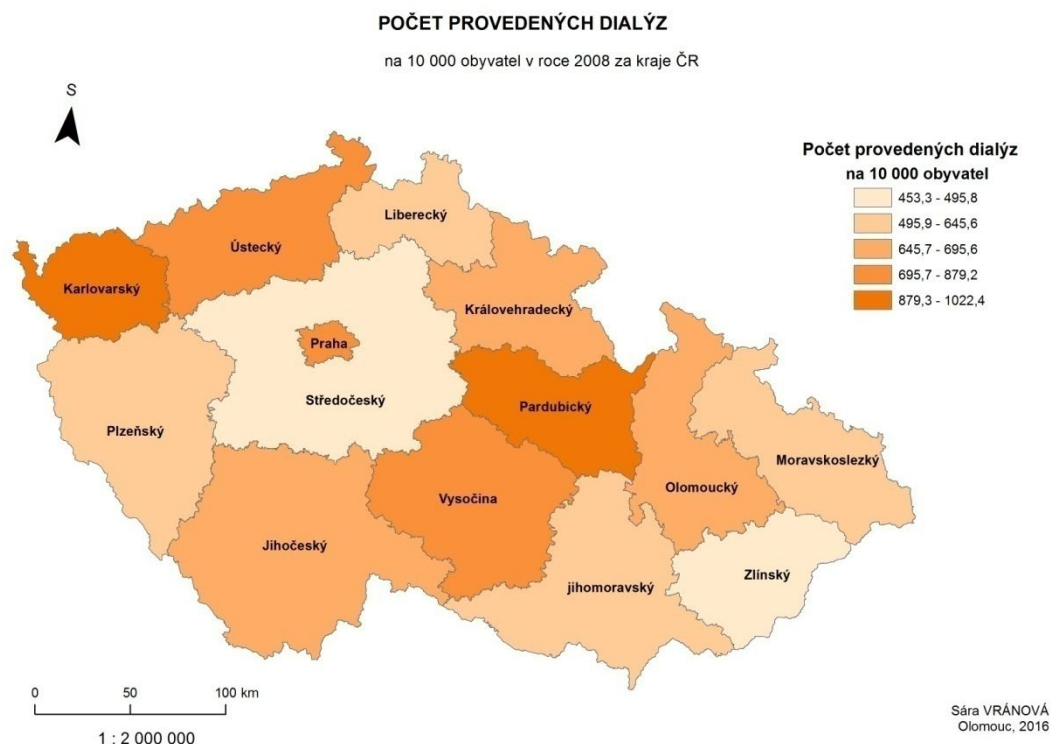 POČET PROVEDENÝCH DIALÝZ
na 10 000 obyvatel v roce 2008 za kraje ČR
S
Počet provedených dialýz
na 10 000 obyvatel
453,3 - 495,8
495,9 - 645,6
645,7 - 695,6
695,7 - 879,2
879,3 - 1022,4
Liberecký
Ústecký
Karlovarský
Královehradecký
Praha
Středočeský
Pardubický
Plzeňský
Moravskoslezký
Olomoucký
Vysočina
Jihočeský
Zlínský
jihomoravský
0 50 100 km
1 : 2 000 000
Sára VRÁNOVÁ
Olomouc, 2016